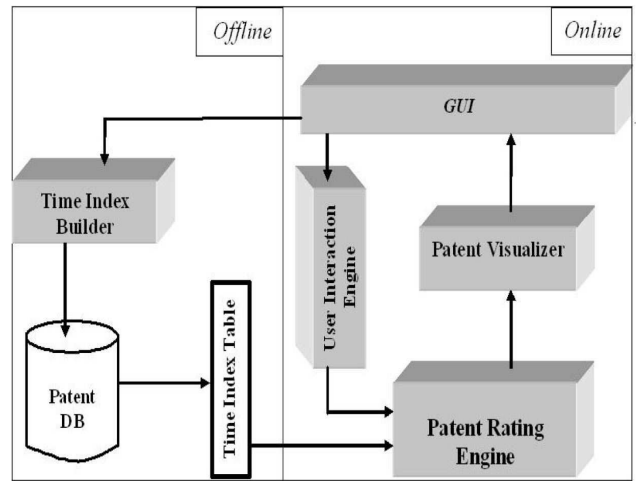 Offline
Online
GUI
Time Index
Builder
User Interaction
Engine
Patent Visualizer
Time Index Table
Patent
DB
Patent Rating
Engine